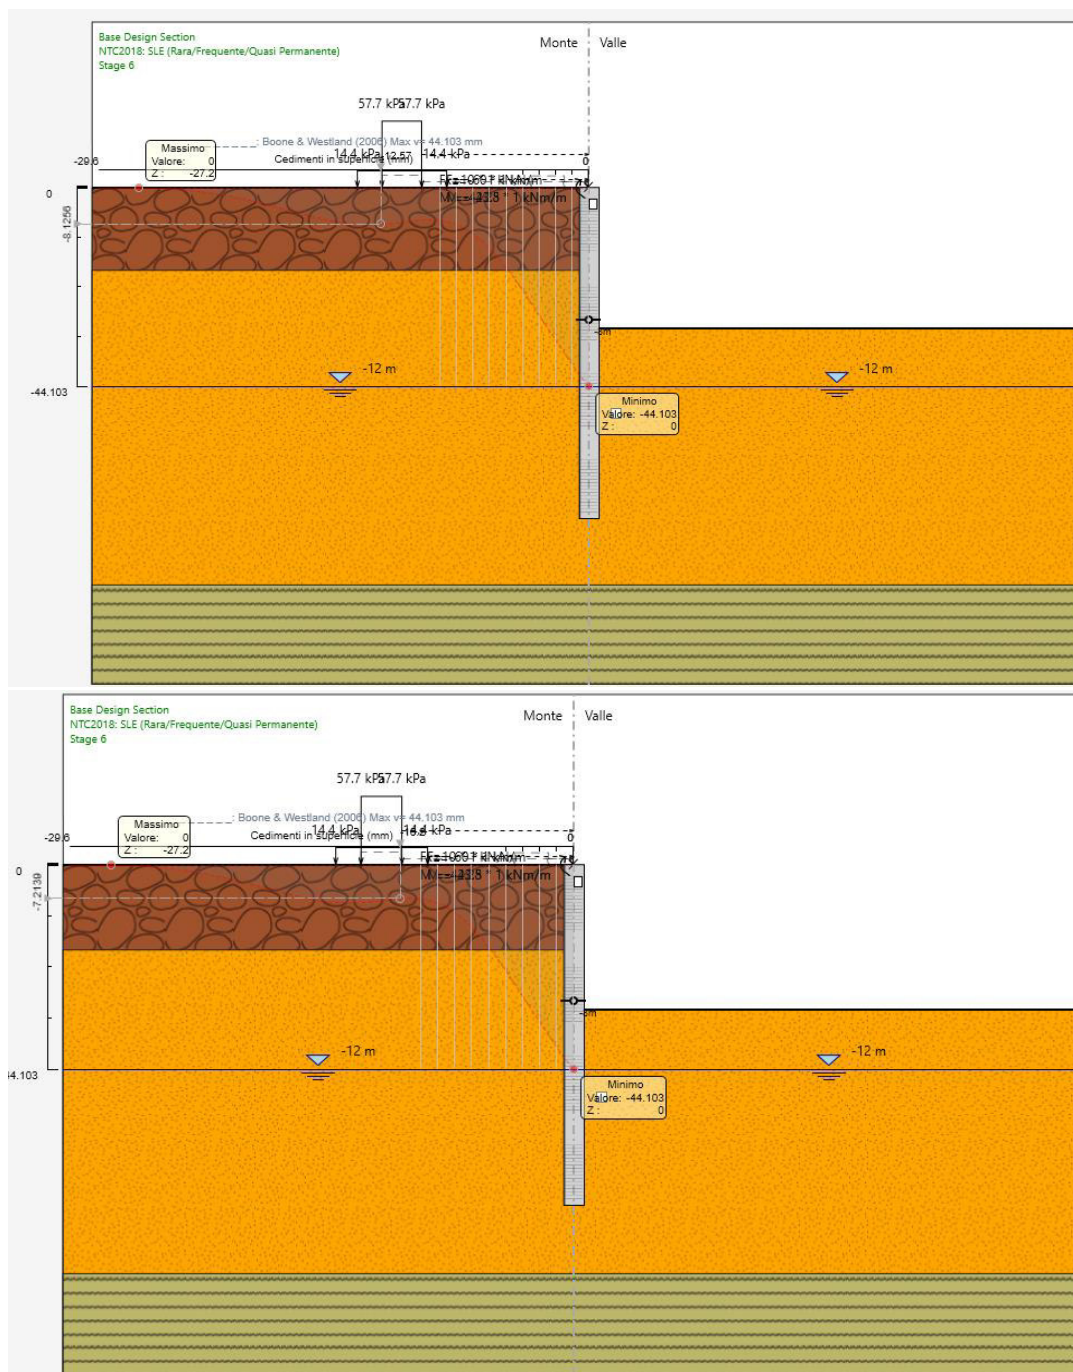 Base Design Section
NTC2018: SLE (Rara/Frequente/Quasi Permanente)
Stage 6
Monte Valle
57.7 kPa 57.7 kPa
: Boone & Westland (2006) Max v= 44.103 mm
Massimo
Valore: 0
Z : -27.2
-29.6
14.4 kPa -12.57 14.4 kPa
Cedimenti in superficie (mm)
0
0
-8.1256
-12 m
-12 m
-44.103
Minimo
Valore: -44.103
Z : 0
Base Design Section
NTC2018: SLE (Rara/Frequente/Quasi Permanente)
Stage 6
Monte Valle
57.7 kPa 57.7 kPa
: Boone & Westland (2006) Max v= 44.103 mm
Massimo
Valore: 0
Z : -27.2
-29.6
14.4 kPa 14.4 kPa
Cedimenti in superficie (mm)
0
0
-7.2139
-12 m
-12 m
44.103
Minimo
Valore: -44.103
Z : 0